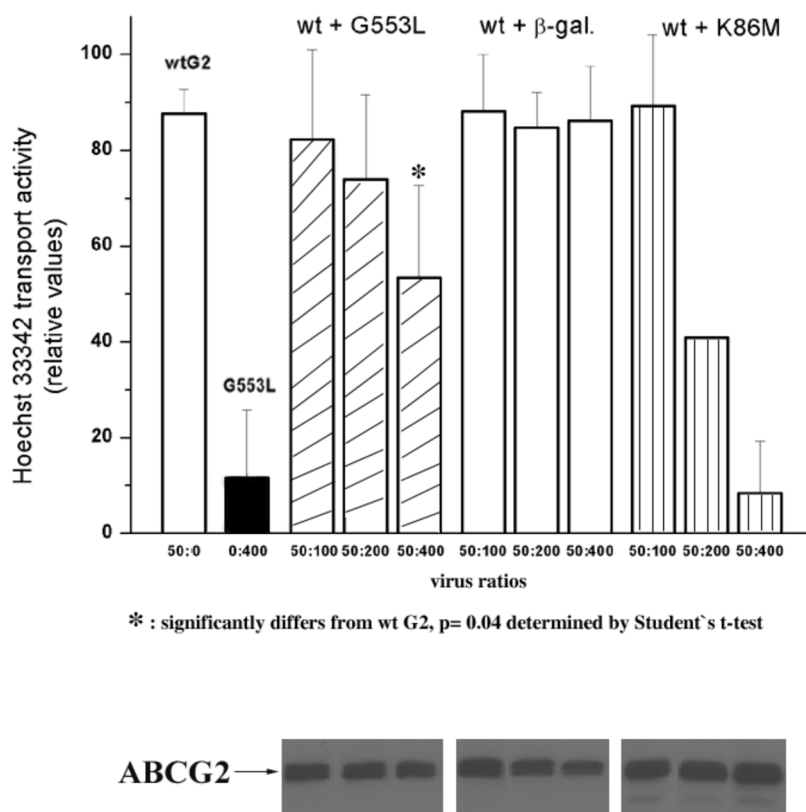 wt + G553L wt + β-gal. wt + K86M
100
80
60
40
20
0
Hoechst 33342 transport activity
(relative values)
wtG2
G553L
*
50:0 0:400 50:100 50:200 50:400 50:100 50:200 50:400 50:100 50:200 50:400
virus ratios
* : significantly differs from wt G2, p= 0.04 determined by Student`s t-test
ABCG2